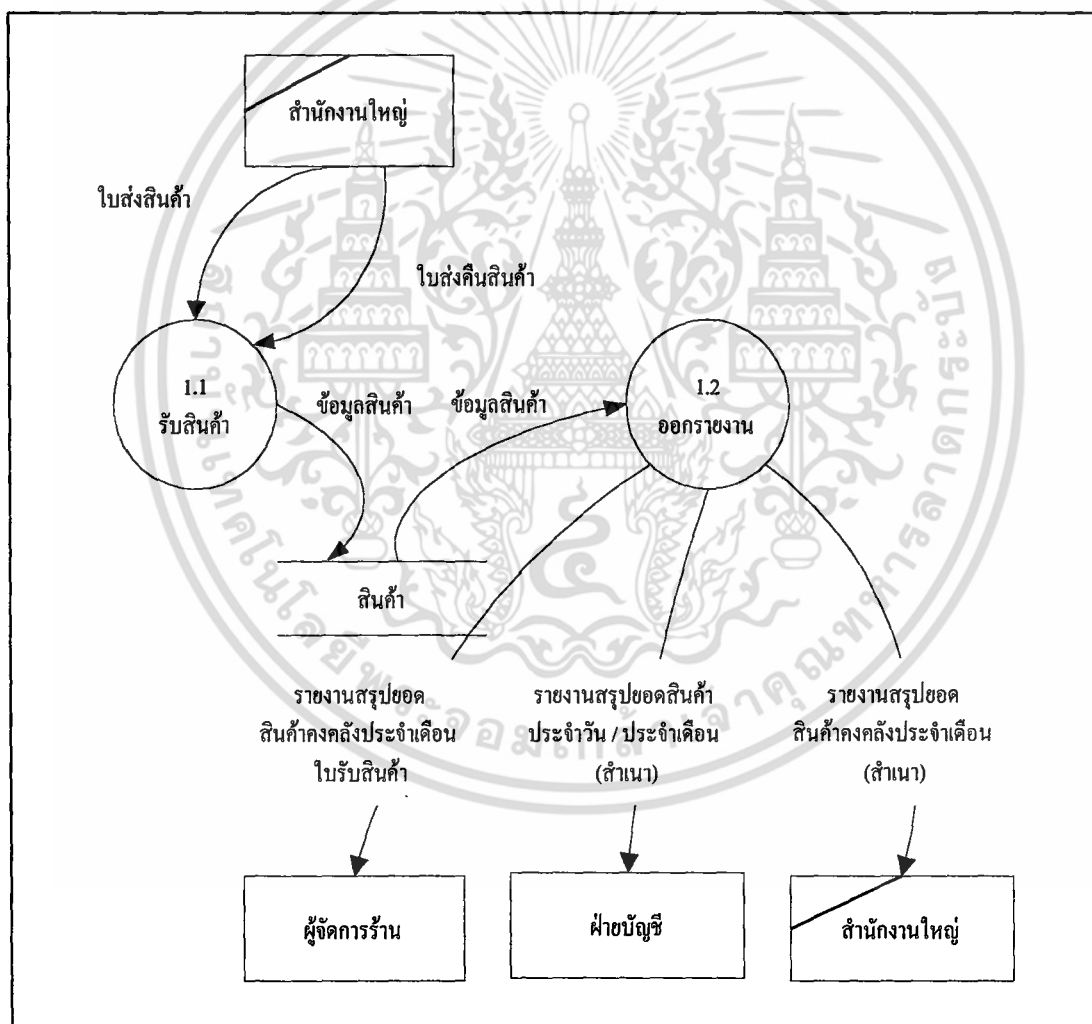 สำนักงานใหญ่
ใบส่งสินค้า
ใบส่งคืนสินค้า
1.1
รับสินค้า
ข้อมูลสินค้า
ข้อมูลสินค้า
1.2
ออกรายงาน
สินค้า
รายงานสรุปยอด
สินค้าคงคลังประจำเดือน
ใบรับสินค้า
รายงานสรุปยอดสินค้า
ประจำวัน / ประจำเดือน
(สำเนา)
รายงานสรุปยอด
สินค้าคงคลังประจำเดือน
(สำเนา)
ผู้จัดการร้าน
ฝ่ายบัญชี
สำนักงานใหญ่